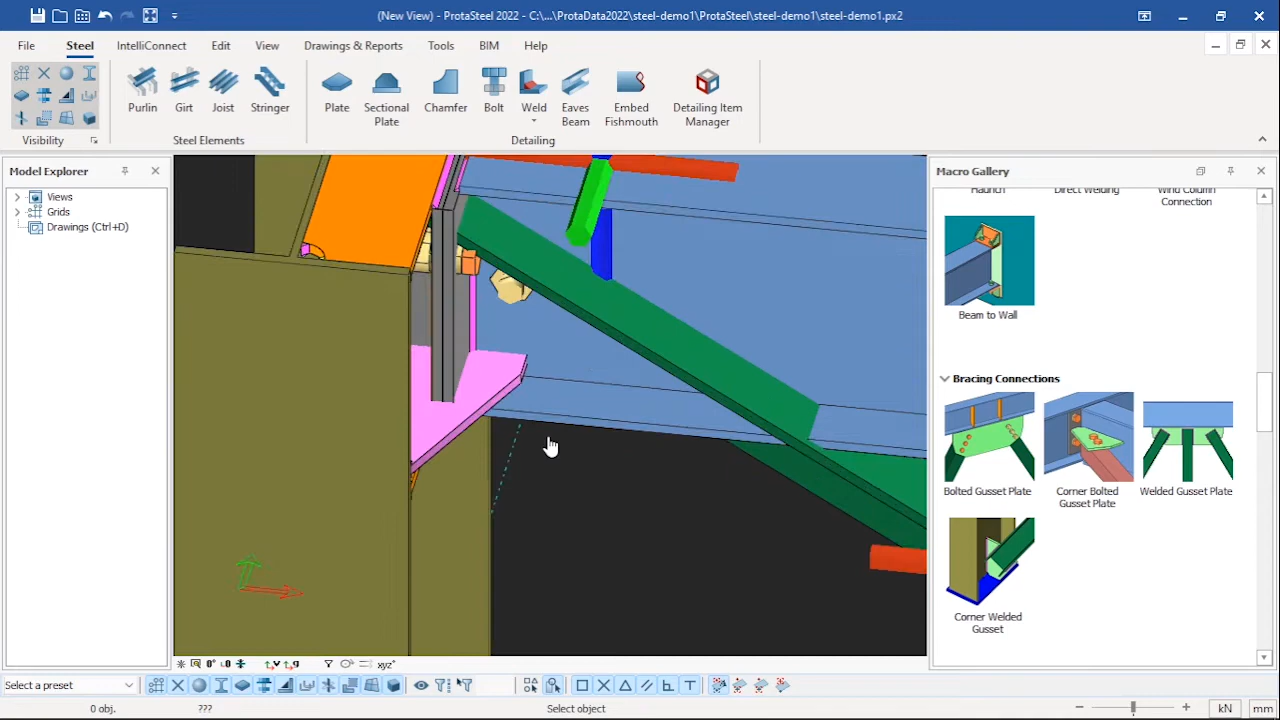 (New View) - ProtaSteel 2022 - C:\...\ProtaData2022\steel-demo1\ProtaSteel\steel-demo1\steel-demo1.px2
File Steel IntelliConnect Edit View Drawings & Reports Tools BIM Help
Purlin Girt Joist Stringer Plate Sectional Plate Chamfer Bolt Weld Eaves Beam Embed Fishmouth Detailing Item Manager
Visibility Steel Elements Detailing
Model Explorer
Views
Grids
Drawings (Ctrl+D)
Macro Gallery
Haunch Direct Welding Wind Column Connection
Beam to Wall
Bracing Connections
Bolted Gusset Plate Corner Bolted Gusset Plate Welded Gusset Plate
Corner Welded Gusset
xyz
Select a preset
0 obj. ??? Select object kN mm